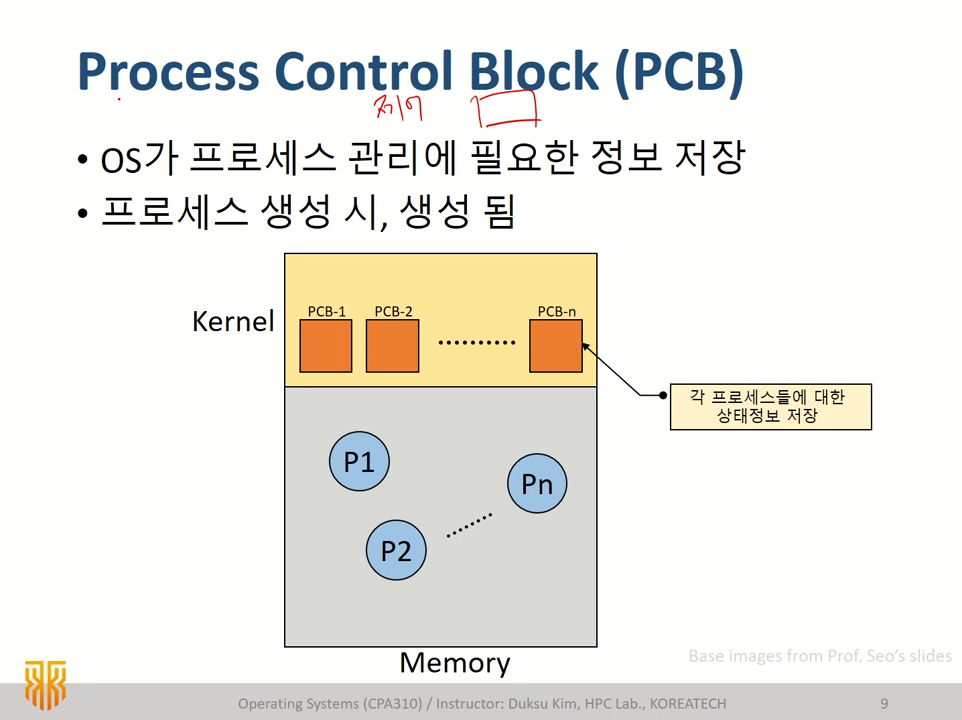 Process Control Block (PCB)
제어
• OS가 프로세스 관리에 필요한 정보 저장
• 프로세스 생성 시, 생성 됨
Kernel
PCB-1 PCB-2 PCB-n
각 프로세스들에 대한
상태정보 저장
P1
Pn
P2
Memory
Base images from Prof. Seo's slides
Operating Systems (CPA310) / Instructor: Duksu Kim, HPC Lab., KOREATECH 9